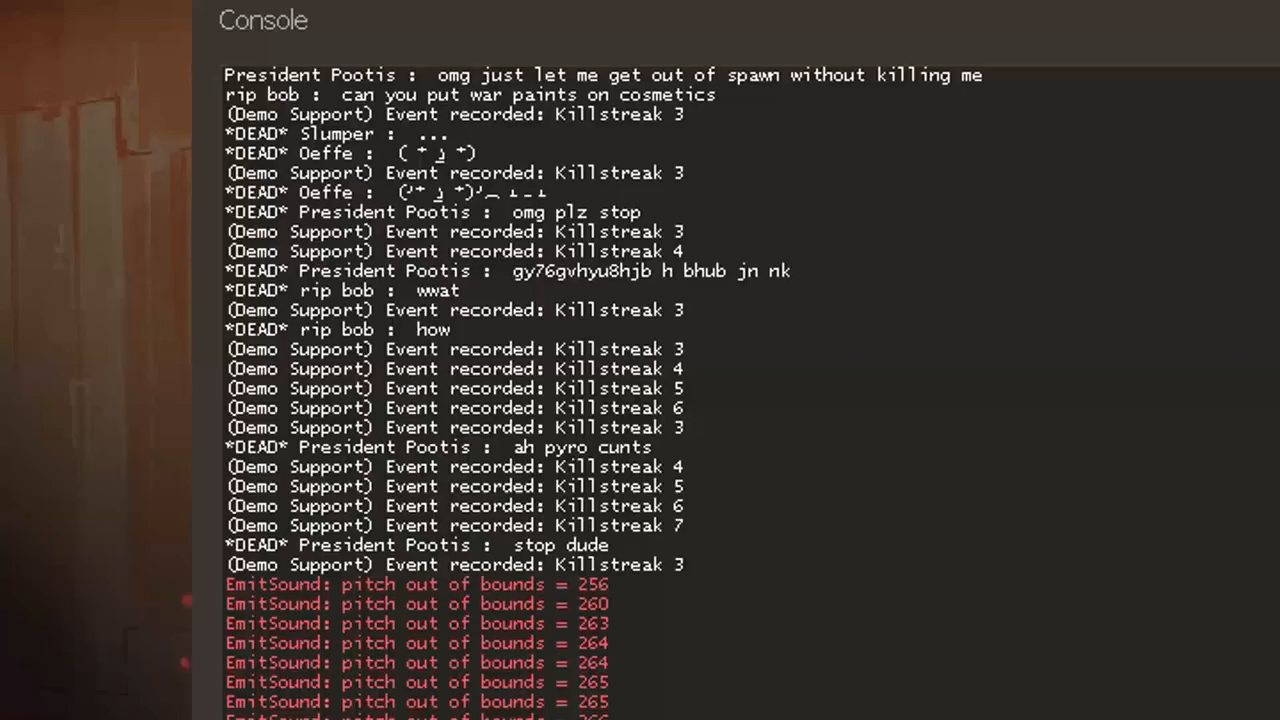 Console
President Pootis :  omg just let me get out of spawn without killing me
rip bob :  can you put war paints on cosmetics
(Demo Support) Event recorded: Killstreak 3
*DEAD* Slumper :  ...
*DEAD* Oeffe :
(Demo Support) Event recorded: Killstreak 3
*DEAD* Oeffe :
*DEAD* President Pootis :  omg plz stop
(Demo Support) Event recorded: Killstreak 3
(Demo Support) Event recorded: Killstreak 4
*DEAD* President Pootis :  gy76gvhyu8hjb h bhub jn nk
*DEAD* rip bob :  wwat
(Demo Support) Event recorded: Killstreak 3
*DEAD* rip bob :  how
(Demo Support) Event recorded: Killstreak 3
(Demo Support) Event recorded: Killstreak 4
(Demo Support) Event recorded: Killstreak 5
(Demo Support) Event recorded: Killstreak 6
(Demo Support) Event recorded: Killstreak 3
*DEAD* President Pootis :  ah pyro cunts
(Demo Support) Event recorded: Killstreak 4
(Demo Support) Event recorded: Killstreak 5
(Demo Support) Event recorded: Killstreak 6
(Demo Support) Event recorded: Killstreak 7
*DEAD* President Pootis :  stop dude
(Demo Support) Event recorded: Killstreak 3
EmitSound: pitch out of bounds = 256
EmitSound: pitch out of bounds = 260
EmitSound: pitch out of bounds = 263
EmitSound: pitch out of bounds = 264
EmitSound: pitch out of bounds = 264
EmitSound: pitch out of bounds = 265
EmitSound: pitch out of bounds = 265